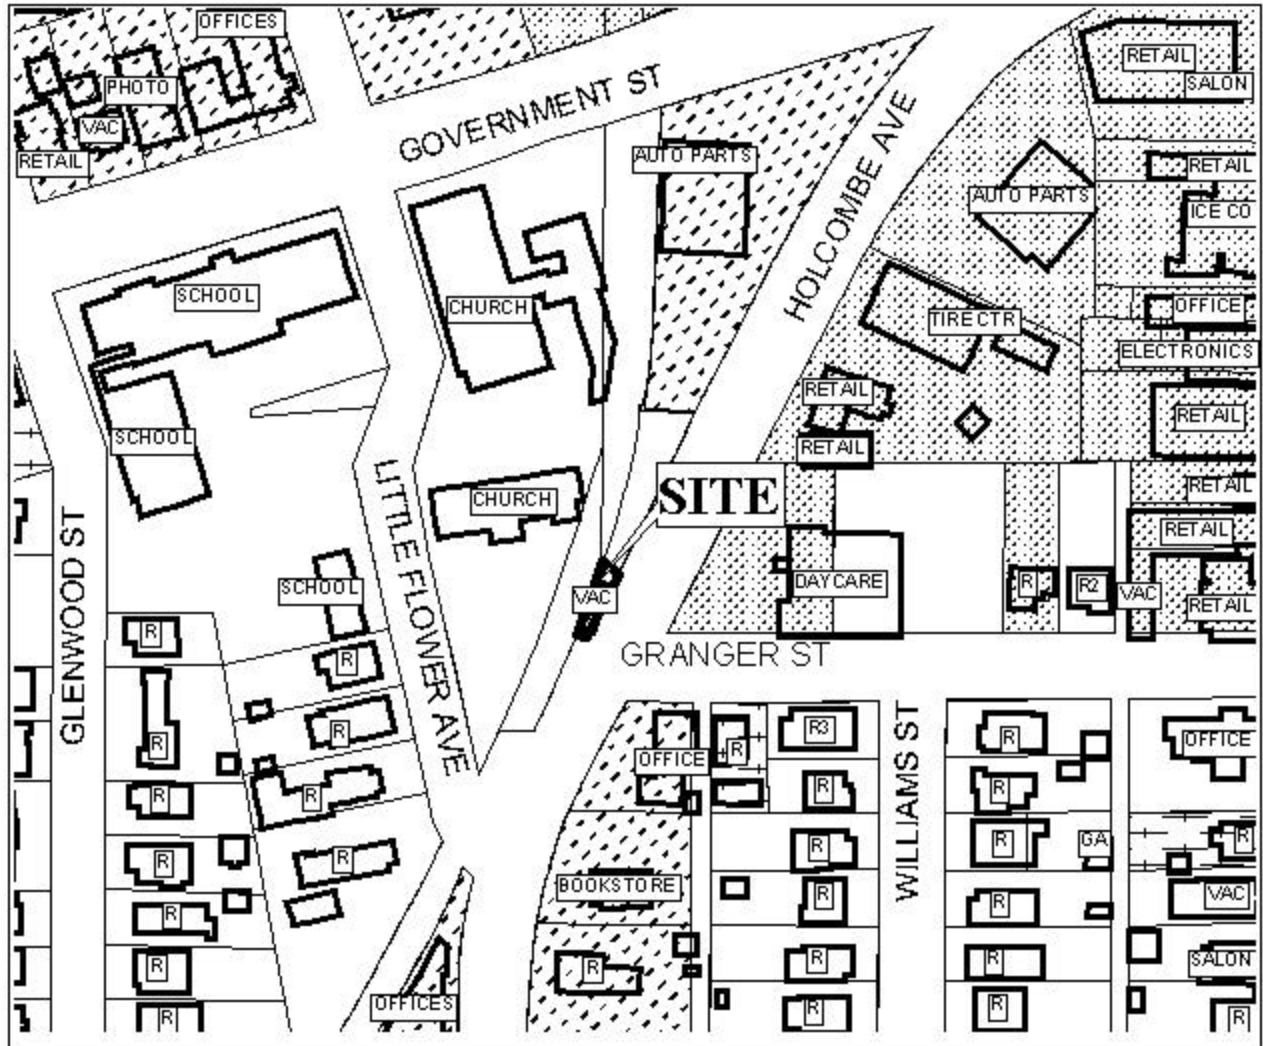 OFFICES
RETAIL
SALON
PHOTO
VAC
RETAIL
GOVERNMENT ST
AUTO PARTS
HOLCOMBE AVE
AUTO PARTS
RETAIL
ICE CO
SCHOOL
CHURCH
OFFICE
TIRE CTR
ELECTRONICS
RETAIL
RETAIL
SCHOOL
RETAIL
LITTLE FLOWER AVE
CHURCH
SITE
RETAIL
RETAIL
GLENWOOD ST
SCHOOL
VAC
DAYCARE
R
R2
VAC
RETAIL
R
GRANGER ST
R
R
R
R
R
R
R
R
R
R
R
OFFICE
R
R3
R
R
R
R
R
BOOKSTORE
R
OFFICES
WILLIAMS ST
R
R
R
GA
R
R
R
OFFICE
R
VAC
SALON
R